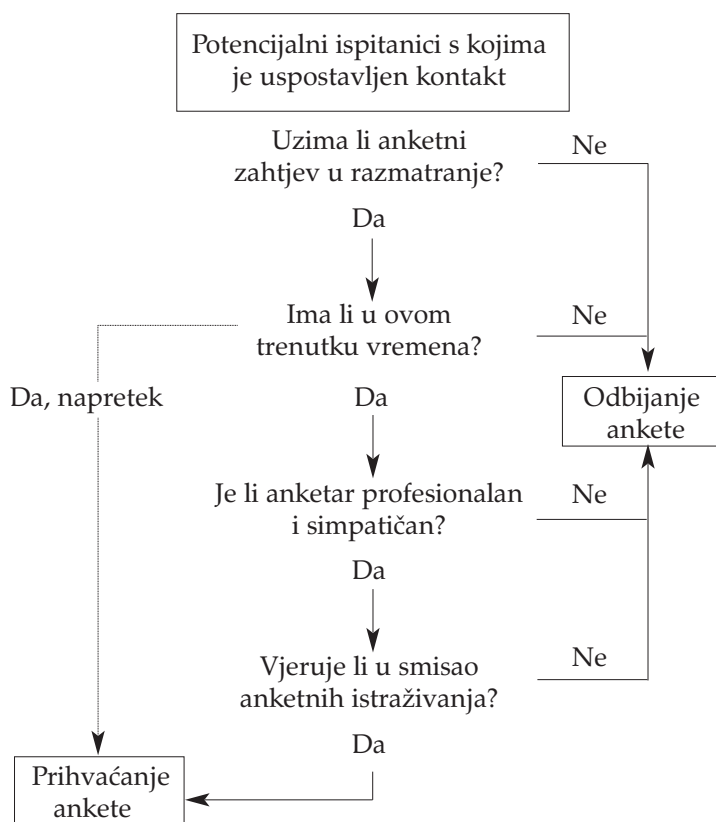 Potencijalni ispitanici s kojima
je uspostavljen kontakt
Uzima li anketni
zahtjev u razmatranje?
Ne
Da
Ima li u ovom
trenutku vremena?
Ne
Da, napretek
Da
Odbijanje
ankete
Je li anketar profesionalan
i simpatičan?
Ne
Da
Vjeruje li u smisao
anketnih istraživanja?
Ne
Da
Prihvaćanje
ankete